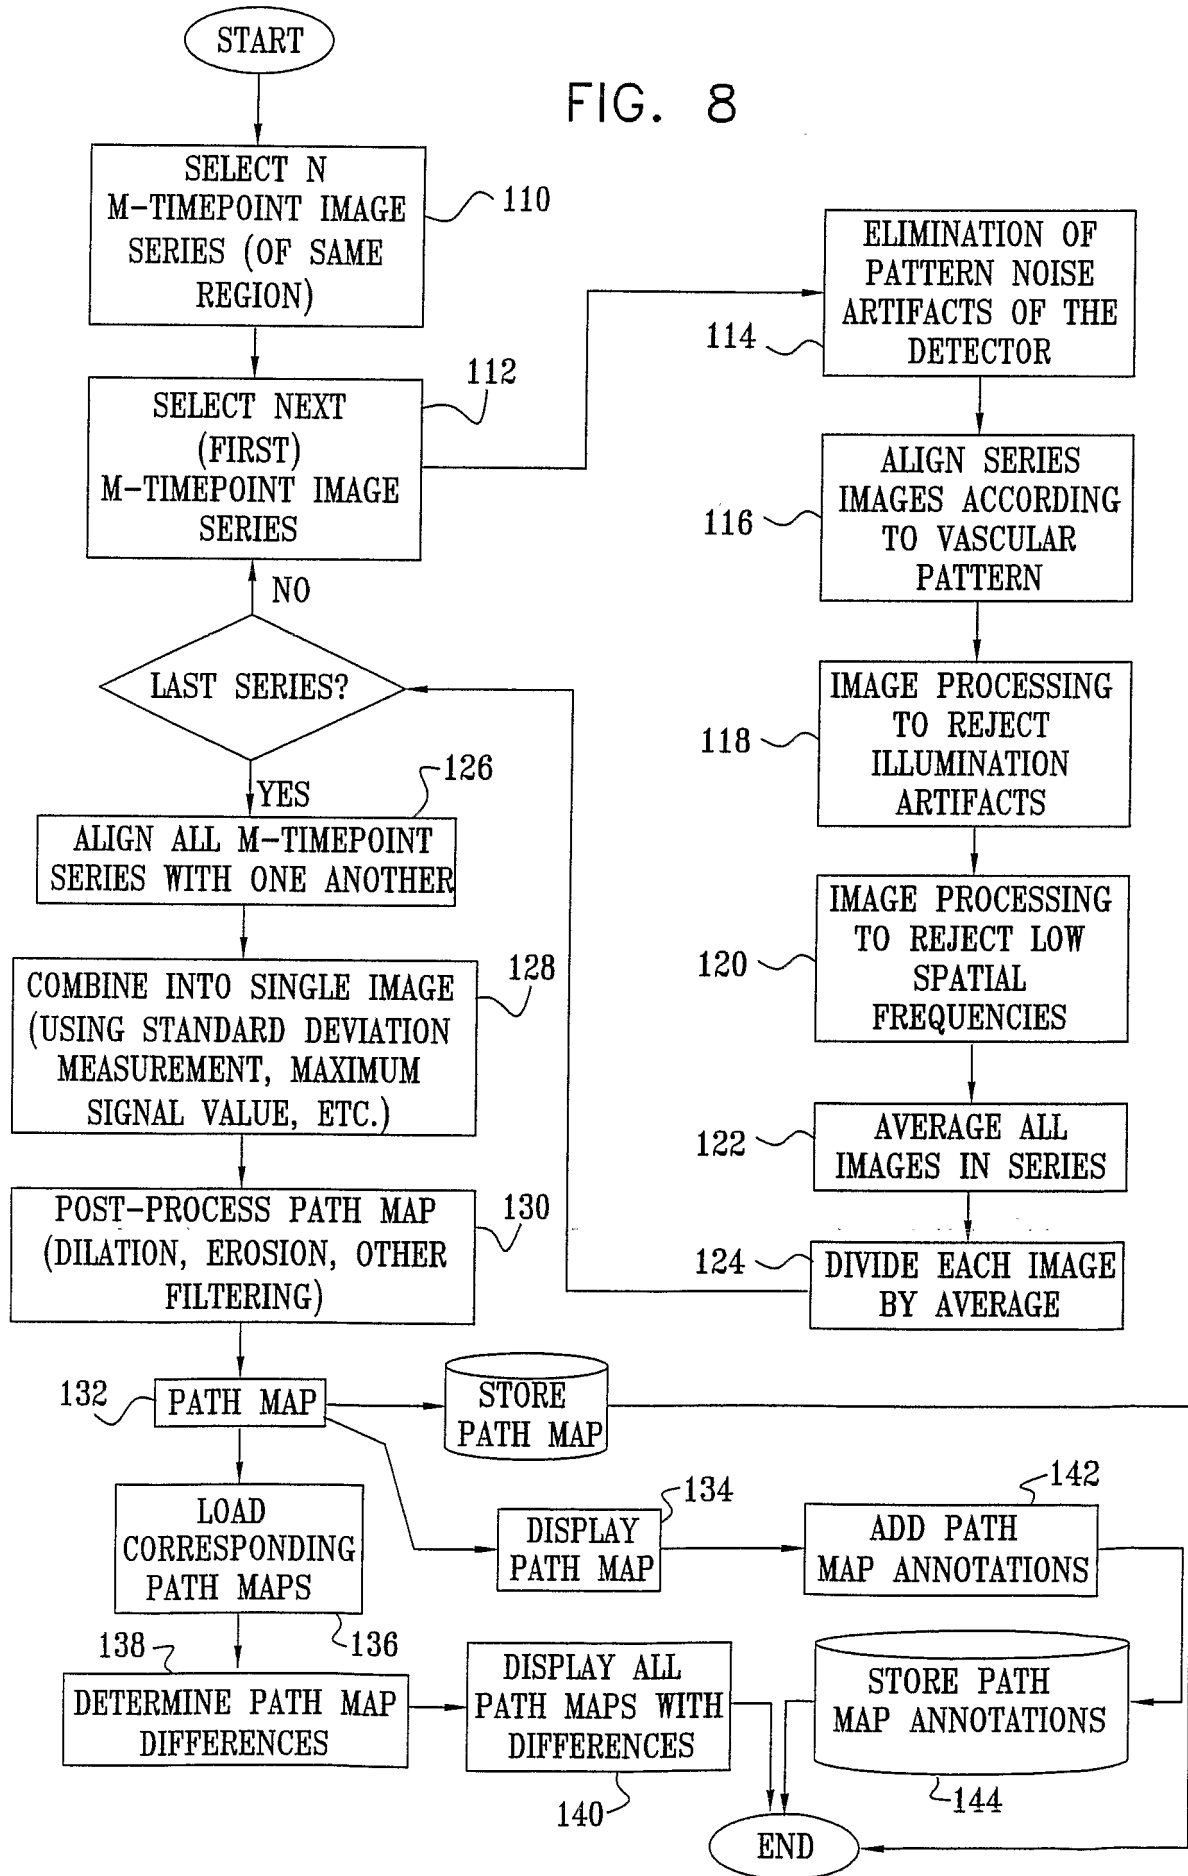 START
FIG. 8
SELECT N
M-TIMEPOINT IMAGE
SERIES (OF SAME
REGION)
110
SELECT NEXT
(FIRST)
M-TIMEPOINT IMAGE
SERIES
112
NO
LAST SERIES?
YES
ELIMINATION OF
PATTERN NOISE
ARTIFACTS OF THE
DETECTOR
114
ALIGN SERIES
IMAGES ACCORDING
TO VASCULAR
PATTERN
116
IMAGE PROCESSING
TO REJECT
ILLUMINATION
ARTIFACTS
118
IMAGE PROCESSING
TO REJECT LOW
SPATIAL
FREQUENCIES
120
AVERAGE ALL
IMAGES IN SERIES
122
DIVIDE EACH IMAGE
BY AVERAGE
124
126
ALIGN ALL M-TIMEPOINT
SERIES WITH ONE ANOTHER
COMBINE INTO SINGLE IMAGE
(USING STANDARD DEVIATION
MEASUREMENT, MAXIMUM
SIGNAL VALUE, ETC.)
128
POST-PROCESS PATH MAP
(DILATION, EROSION, OTHER
FILTERING)
130
132
PATH MAP
STORE
PATH MAP
LOAD
CORRESPONDING
PATH MAPS
136
134
DISPLAY
PATH MAP
142
ADD PATH
MAP ANNOTATIONS
138
DETERMINE PATH MAP
DIFFERENCES
DISPLAY ALL
PATH MAPS WITH
DIFFERENCES
140
STORE PATH
MAP ANNOTATIONS
144
END